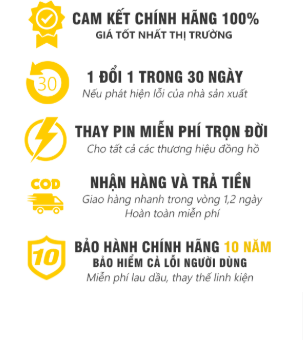 CAM KẾT CHÍNH HÃNG 100%
GIÁ TỐT NHẤT THỊ TRƯỜNG
30
1 ĐỔI 1 TRONG 30 NGÀY
Nếu phát hiện lỗi của nhà sản xuất
THAY PIN MIỄN PHÍ TRỌN ĐỜI
Cho tất cả các thương hiệu đồng hồ
COD
NHẬN HÀNG VÀ TRẢ TIỀN
Giao hàng nhanh trong vòng 1,2 ngày
Hoàn toàn miễn phí
10
BẢO HÀNH CHÍNH HÃNG 10 NĂM
BẢO HIỂM CẢ LỖI NGƯỜI DÙNG
Miễn phí lau dầu, thay thế linh kiện